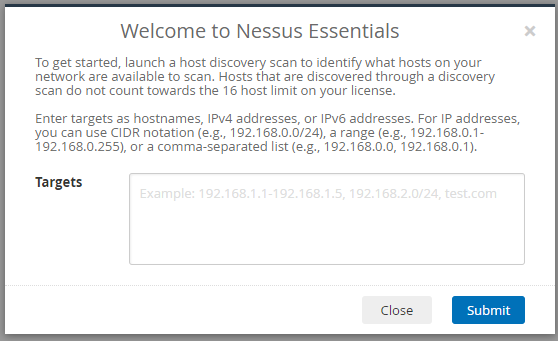 Welcome to Nessus Essentials
×
To get started, launch a host discovery scan to identify what hosts on your
network are available to scan. Hosts that are discovered through a discovery
scan do not count towards the 16 host limit on your license.
Enter targets as hostnames, IPv4 addresses, or IPv6 addresses. For IP addresses,
you can use CIDR notation (e.g., 192.168.0.0/24), a range (e.g., 192.168.0.1-
192.168.0.255), or a comma-separated list (e.g., 192.168.0.0, 192.168.0.1).
Targets
Example: 192.168.1.1-192.168.1.5, 192.168.2.0/24, test.com
Close
Submit